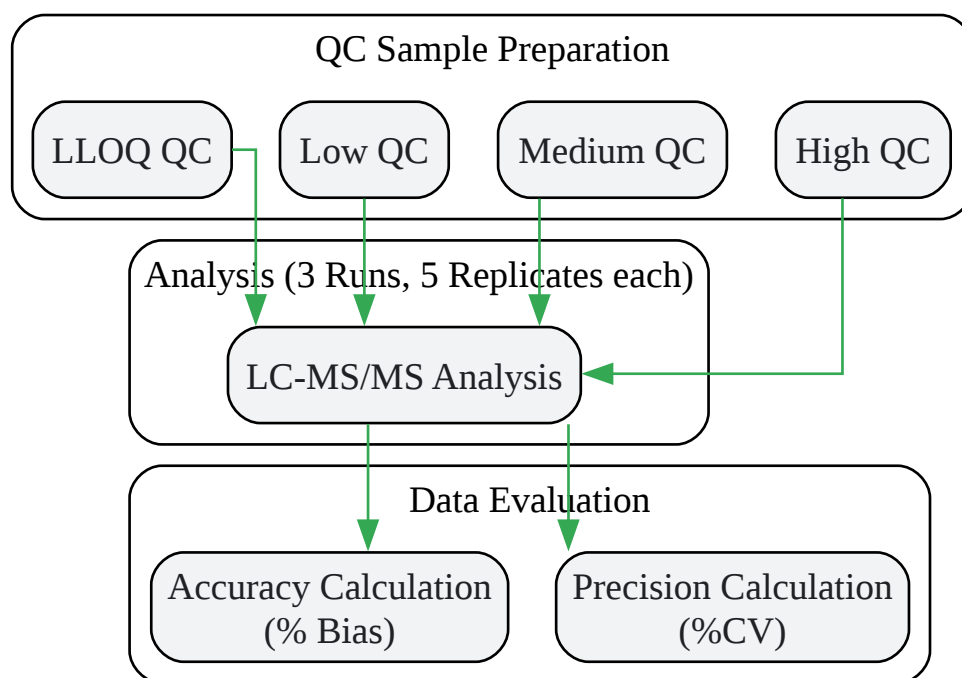 QC Sample Preparation
LLOQ QC
Low QC
Medium QC
High QC
Analysis (3 Runs, 5 Replicates each)
LC-MS/MS Analysis
Data Evaluation
Accuracy Calculation
(% Bias)
Precision Calculation
(%CV)